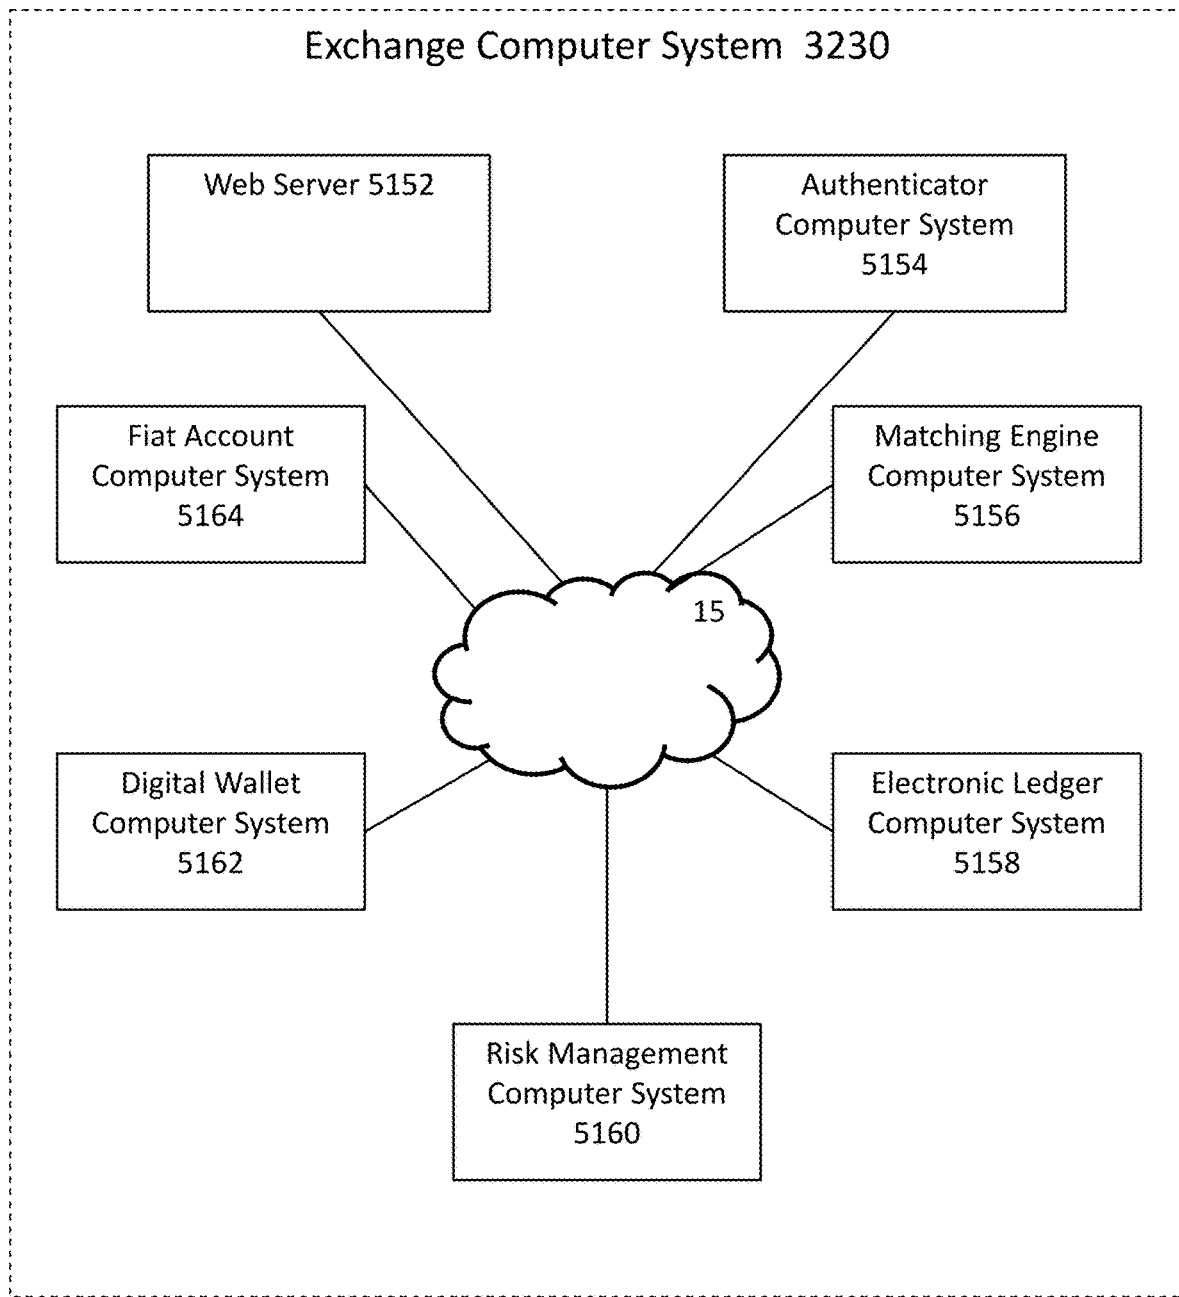 Exchange Computer System 3230
Web Server 5152
Authenticator
Computer System
5154
Fiat Account
Computer System
5164
Matching Engine
Computer System
5156
15
Digital Wallet
Computer System
5162
Electronic Ledger
Computer System
5158
Risk Management
Computer System
5160